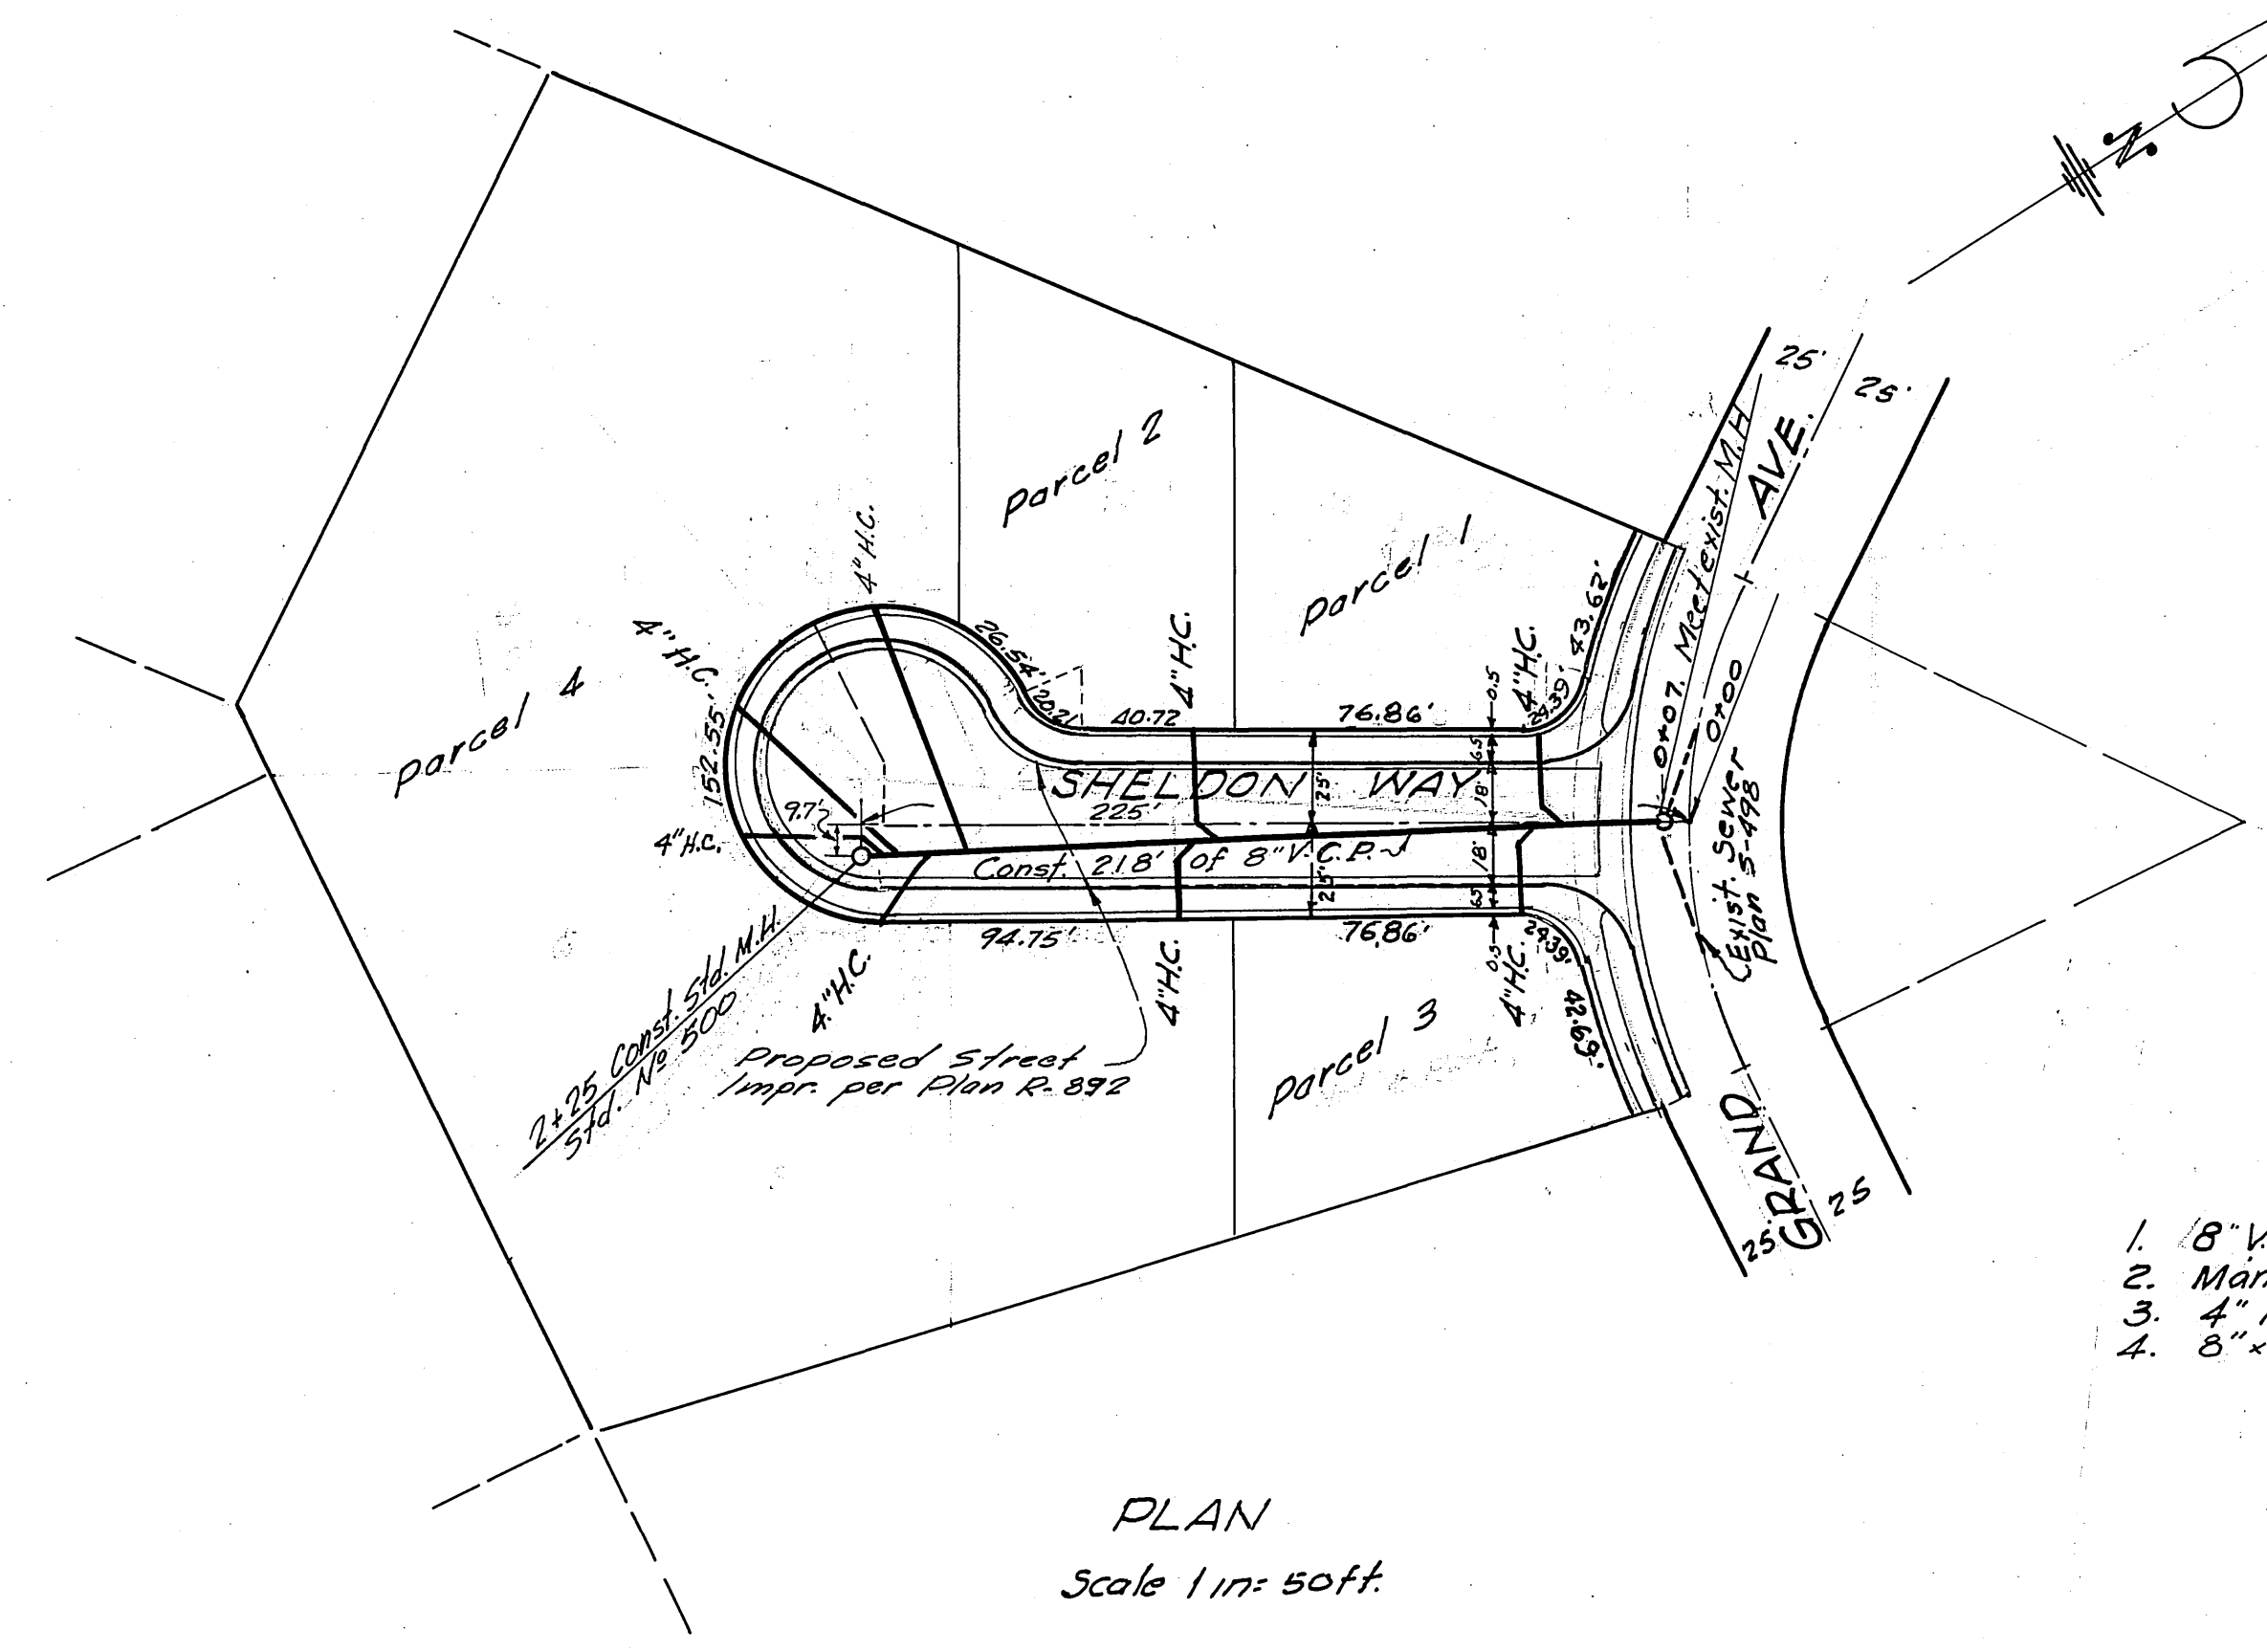 N
25'
25'
Parcel 2
Parcel 1
Parcel 4
Parcel 3
4" H.C.
4" H.C.
4" H.C.
4" H.C.
4" H.C.
4" H.C.
4" H.C.
4" H.C.
26.54'
20.21
40.72
76.86'
24.39'
43.62'
0.5
6.5
18'
25'
152.55'
9.7'
SHELDON WAY
225'
Const. 218' of 8" V.C.P.
25'
18'
6.5
0.5
94.75'
76.86'
24.39'
42.69'
0+07. Meet exist. M.H
0+00
Exist. Sewer
Plan S-498
GRAND AVE.
25'
25
2+25 Const. Std. M.H.
Std. Nº 500
Proposed Street
Impr. per Plan R-892
1. 8" V.
2. Man
3. 4"
4. 8" x
PLAN
Scale 1 in = 50 ft.